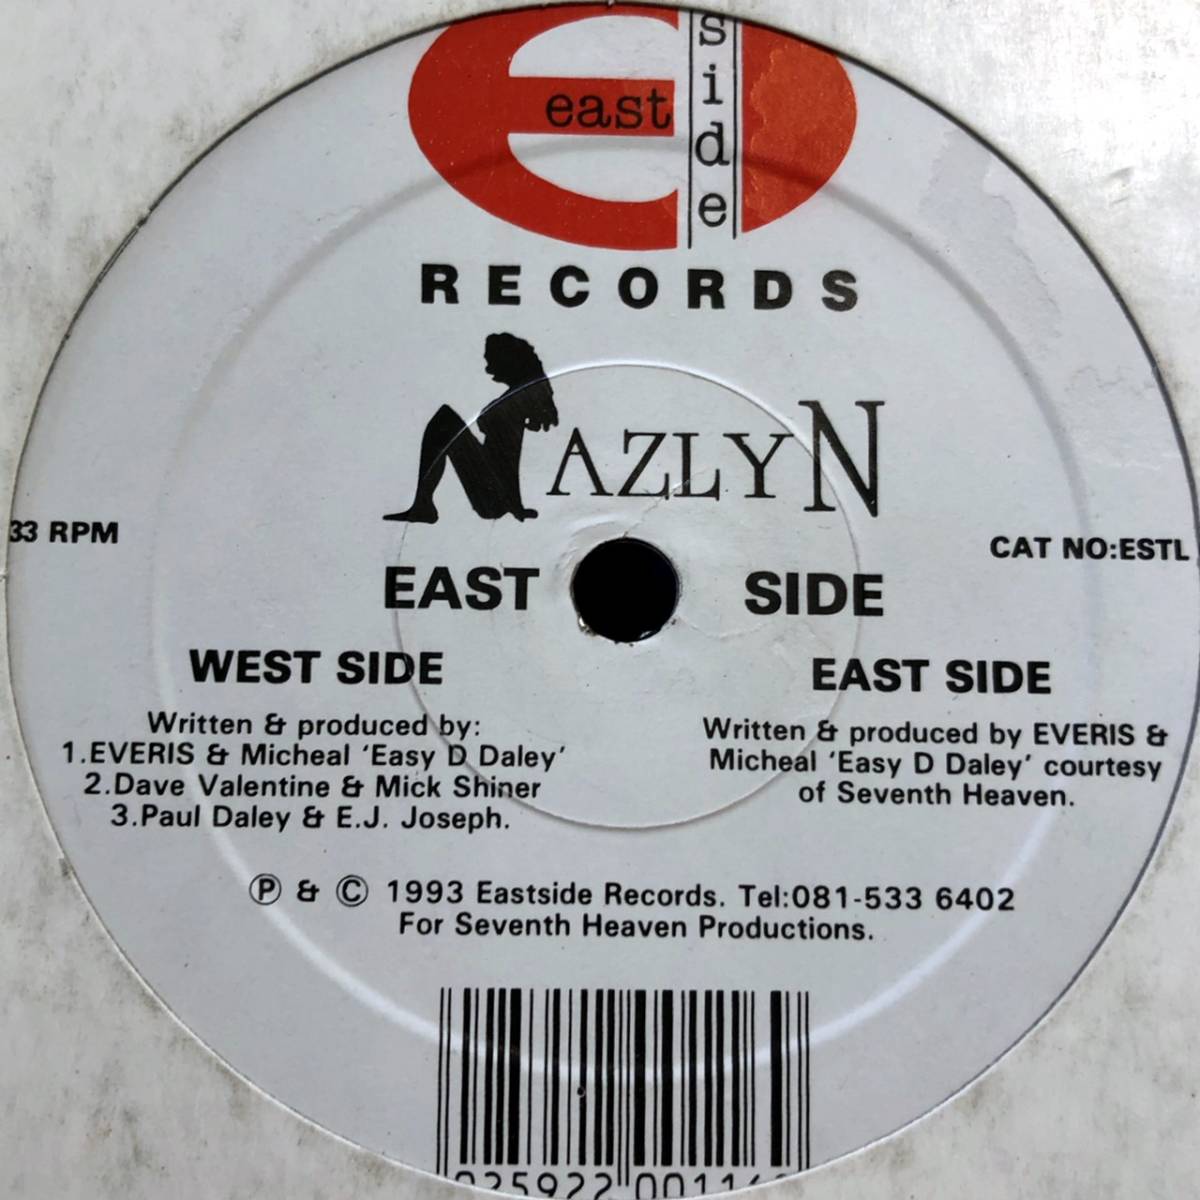 east
side
RECORDS
NAZLYN
33 RPM
CAT NO:ESTL
EAST SIDE
WEST SIDE
Written & produced by:
1.EVERIS & Micheal ‘Easy D Daley’
2.Dave Valentine & Mick Shiner
3.Paul Daley & E.J. Joseph.
EAST SIDE
Written & produced by EVERIS &
Micheal ‘Easy D Daley’ courtesy
of Seventh Heaven.
Ⓟ & © 1993 Eastside Records. Tel:081-533 6402
For Seventh Heaven Productions.